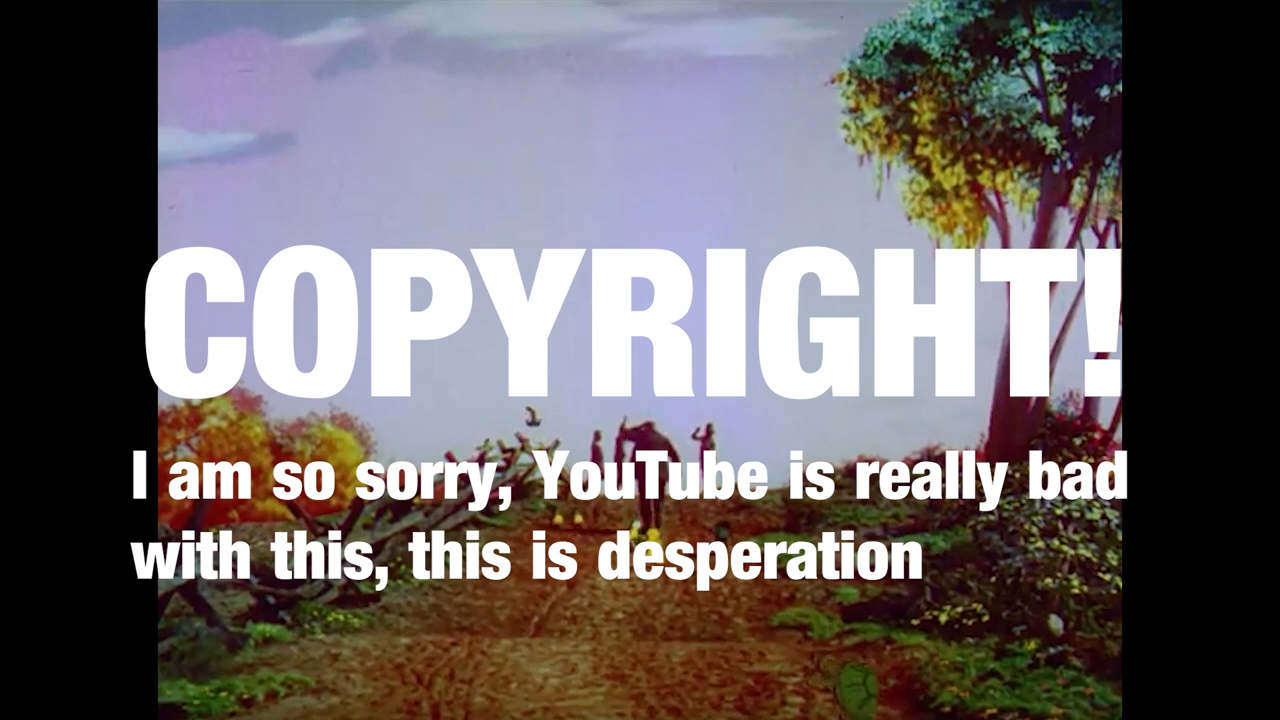 COPYRIGHT!
I am so sorry, YouTube is really bad
with this, this is desperation